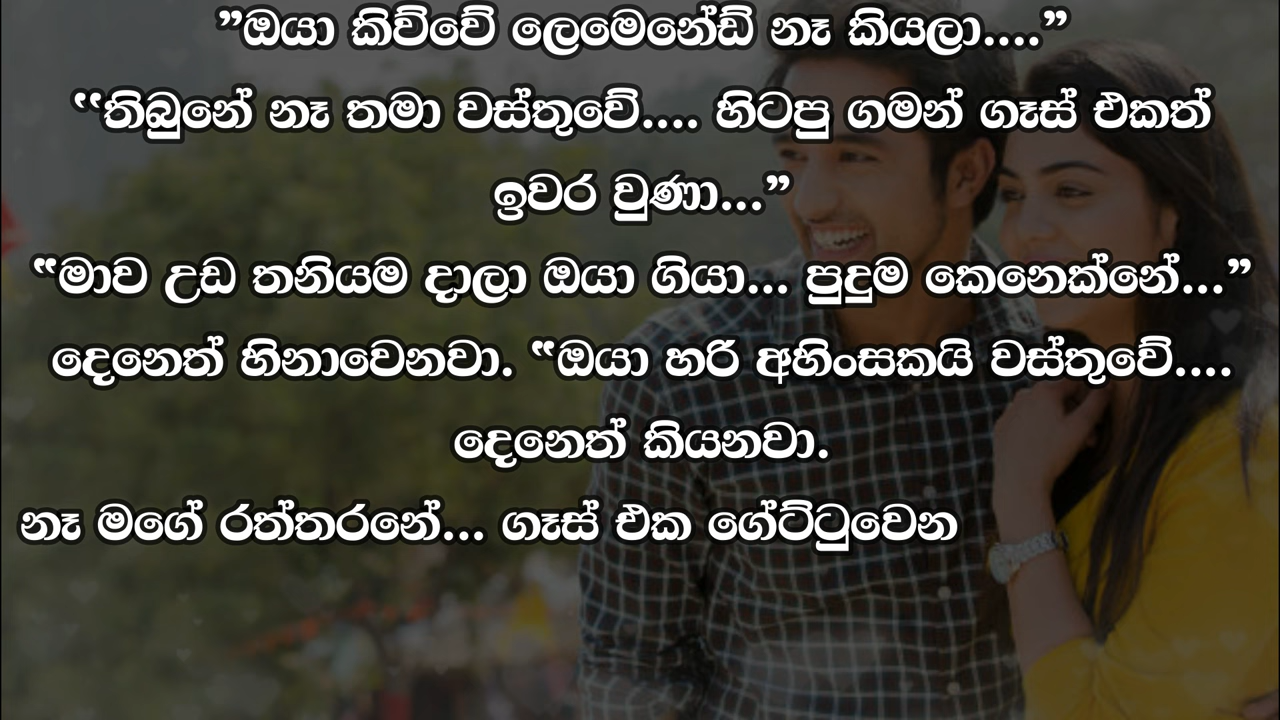 ”ඔයා කිව්වේ ලෙමෙනේඩ් නෑ කියලා....”
‘‘තිබුනේ නෑ තමා වස්තුවේ.... හිටපු ගමන් ගෑස් එකත්
ඉවර වුණා...”
“මාව උඩ තනියම දාලා ඔයා ගියා... පුදුම කෙනෙක්නේ...”
දෙනෙත් හිනාවෙනවා. “ඔයා හරි අහිංසකයි වස්තුවේ....
දෙනෙත් කියනවා.
නෑ මගේ රත්තරනේ... ගෑස් එක ගේට්ටුවෙන